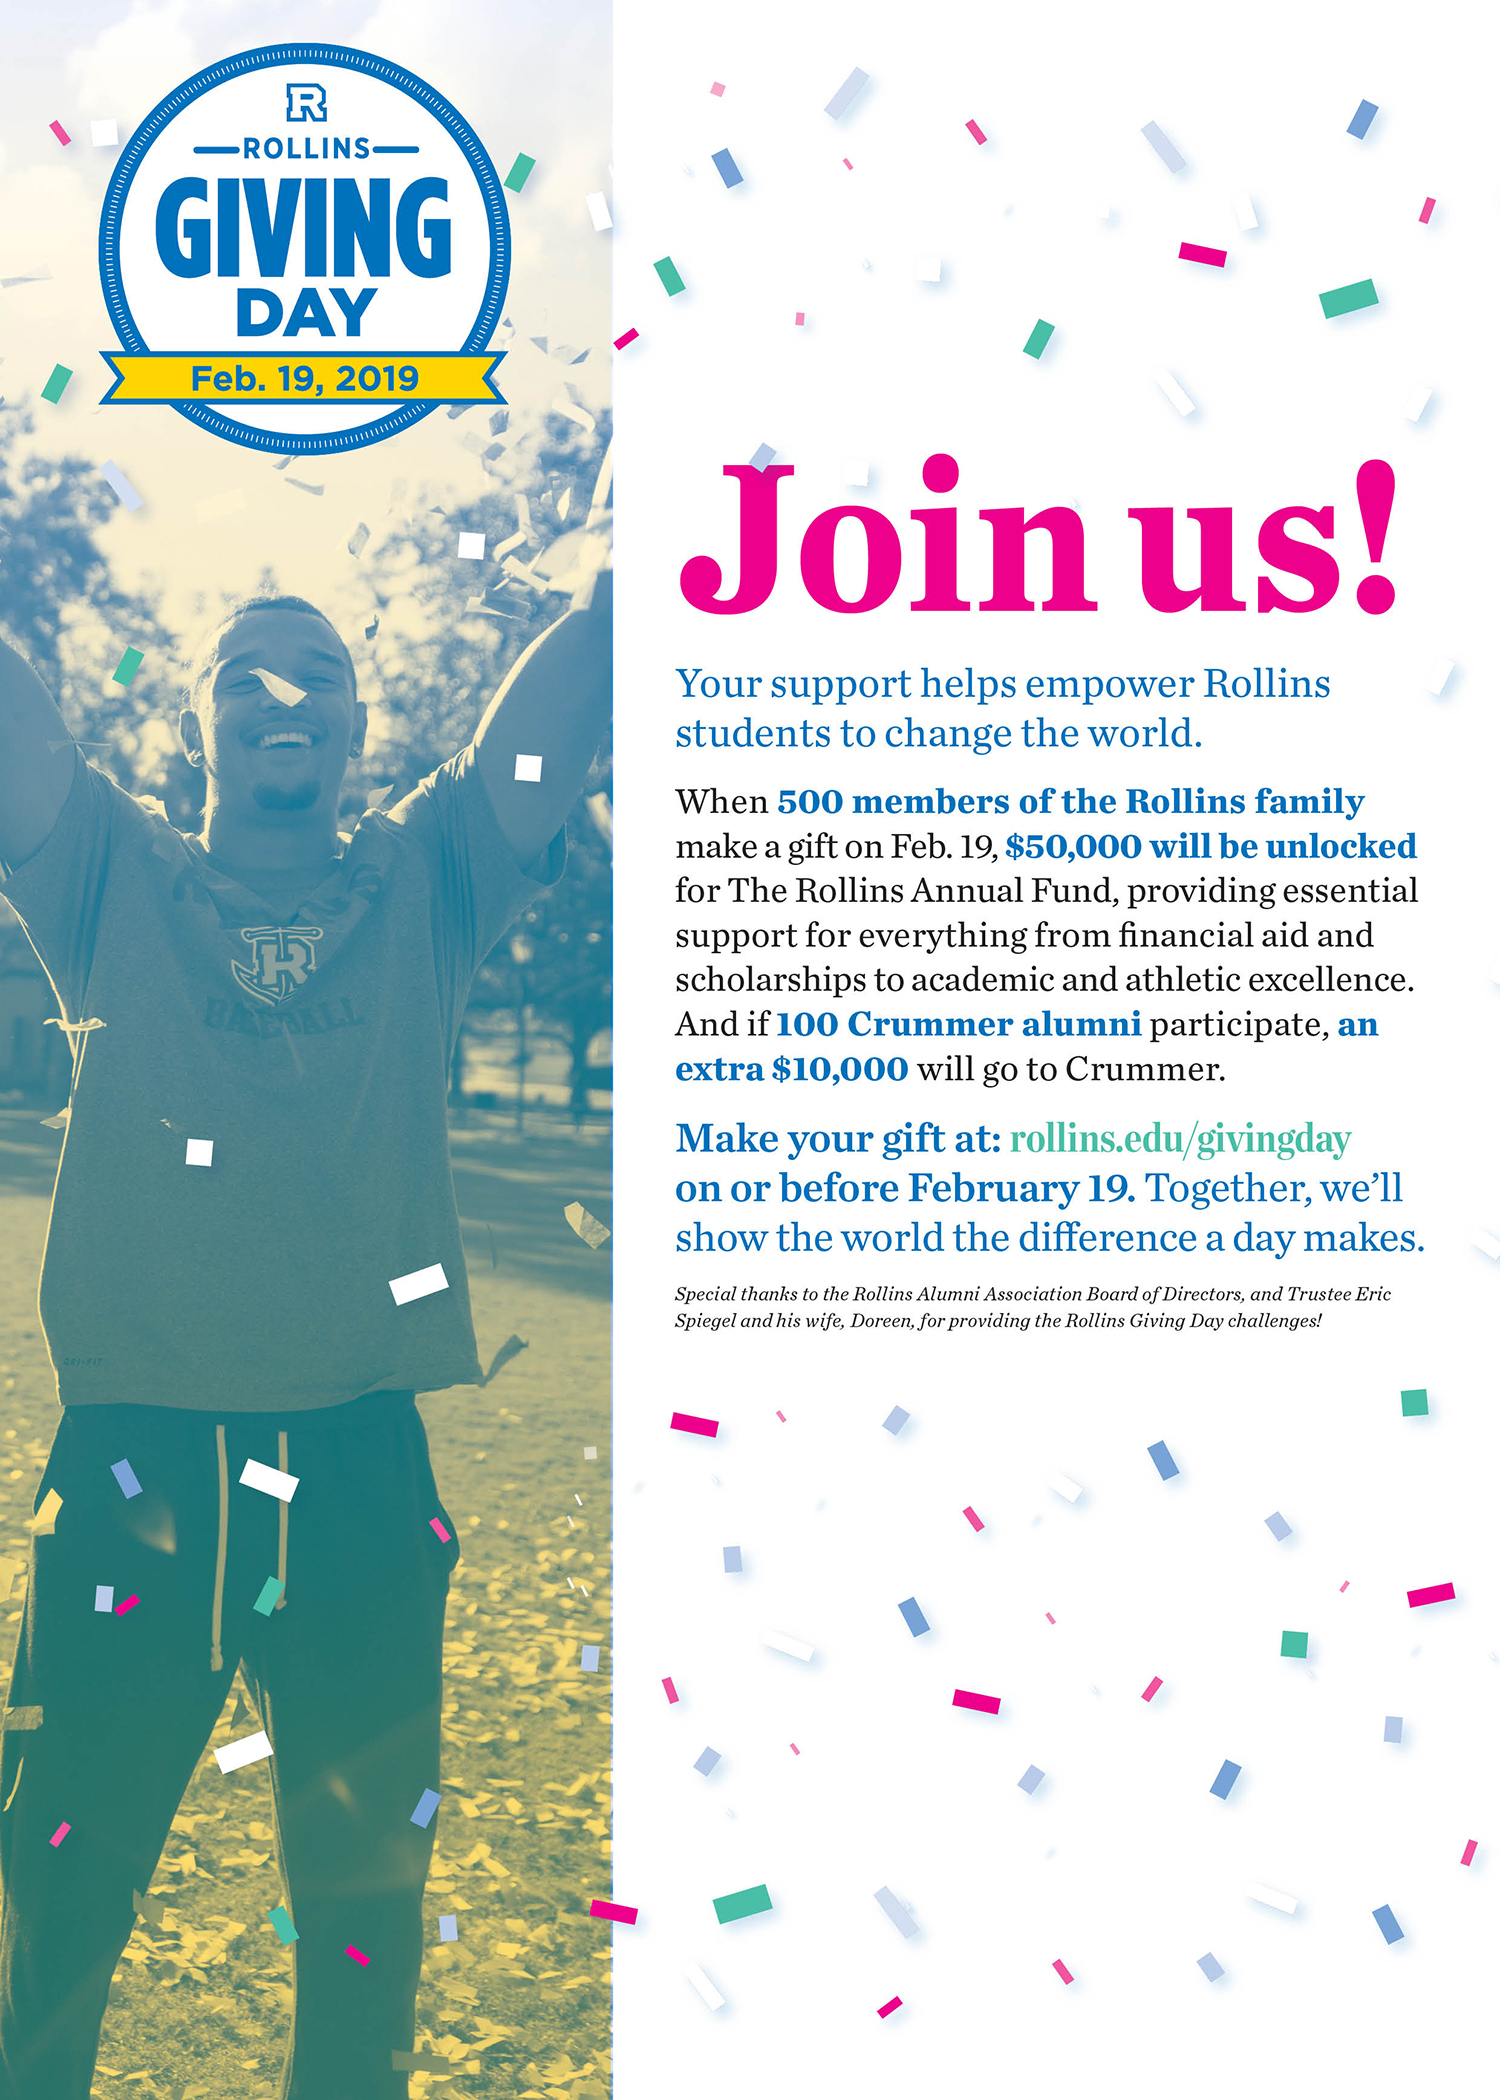 R
ROLLINS
GIVING
DAY
Feb. 19, 2019
R
BASEBALL
DRI-FIT
Join us!
Your support helps empower Rollins
students to change the world.
When 500 members of the Rollins family
make a gift on Feb. 19, $50,000 will be unlocked
for The Rollins Annual Fund, providing essential
support for everything from financial aid and
scholarships to academic and athletic excellence.
And if 100 Crummer alumni participate, an
extra $10,000 will go to Crummer.
Make your gift at: rollins.edu/givingday
on or before February 19. Together, we’ll
show the world the difference a day makes.
Special thanks to the Rollins Alumni Association Board of Directors, and Trustee Eric
Spiegel and his wife, Doreen, for providing the Rollins Giving Day challenges!